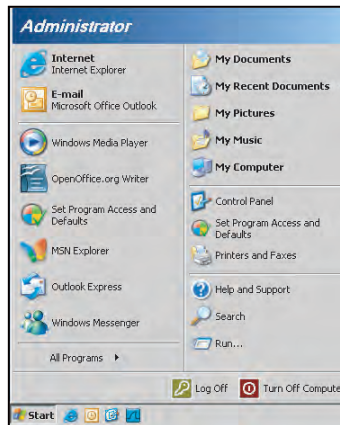 Administrator
Internet
Internet Explorer
E-mail
Microsoft Office Outlook
Windows Media Player
OpenOffice.org Writer
Set Program Access and
Defaults
MSN Explorer
Outlook Express
Windows Messenger
All Programs
My Documents
My Recent Documents
My Pictures
My Music
My Computer
Control Panel
Set Program Access and
Defaults
Printers and Faxes
Help and Support
Search
Run...
Log Off
Turn Off Compute
Start